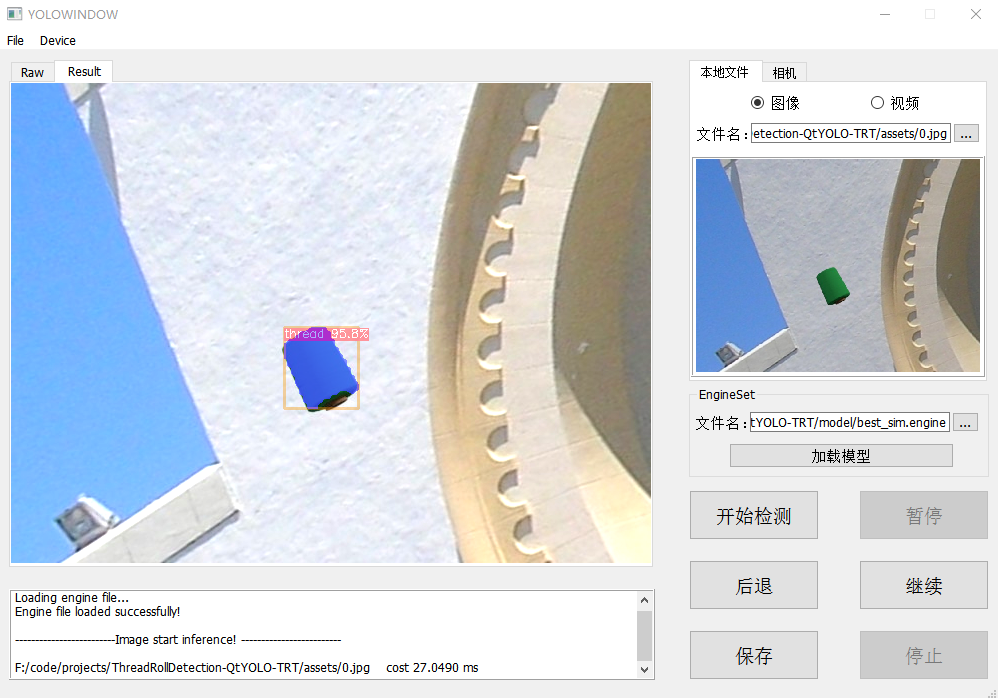 YOLOWINDOW
File Device
Raw Result
thread 95.8%
Loading engine file...
Engine file loaded successfully!
-------------------------Image start inference! -------------------------
F:/code/projects/ThreadRollDetection-QtYOLO-TRT/assets/0.jpg cost 27.0490 ms
本地文件 相机
图像 视频
文件名: etection-QtYOLO-TRT/assets/0.jpg ...
EngineSet
文件名: tYOLO-TRT/model/best_sim.engine ...
加载模型
开始检测 暂停
后退 继续
保存 停止